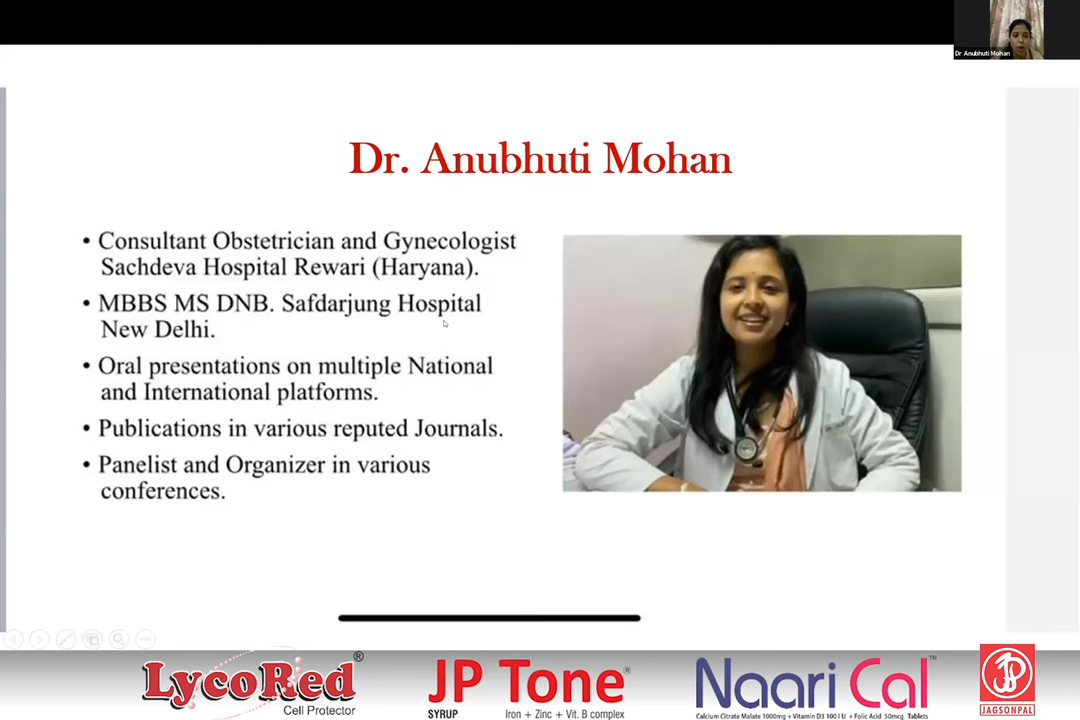 Dr Anubhuti Mohan
Dr. Anubhuti Mohan
• Consultant Obstetrician and Gynecologist
Sachdeva Hospital Rewari (Haryana).
• MBBS MS DNB. Safdarjung Hospital
New Delhi.
• Oral presentations on multiple National
and International platforms.
• Publications in various reputed Journals.
• Panelist and Organizer in various
conferences.
LycoRed®
Cell Protector
JP Tone®
SYRUP Iron + Zinc + Vit. B complex
Naari Cal™
Calcium Citrate Malate 1000mg + Vitamin D3 100 I U + Folic Acid 50mcg Tablets
JP
JAGSONPAL